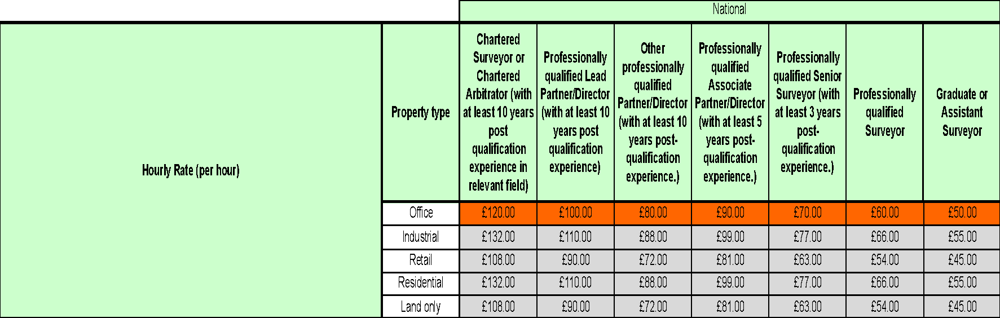 National
Hourly Rate (per hour)
Property type
Chartered
Surveyor or
Chartered
Arbitrator (with
at least 10 years
post
qualification
experience in
relevant field)
Professionally
qualified Lead
Partner/Director
(with at least 10
years post
qualification
experience)
Other
professionally
qualified
Partner/Director
(with at least 10
years post-
qualification
experience.)
Professionally
qualified
Associate
Partner/Director
(with at least 5
years post-
qualification
experience.)
Professionally
qualified Senior
Surveyor (with
at least 3 years
post-
qualification
experience.)
Professionally
qualified
Surveyor
Graduate or
Assistant
Surveyor
Office £120.00 £100.00 £80.00 £90.00 £70.00 £60.00 £50.00
Industrial £132.00 £110.00 £88.00 £99.00 £77.00 £66.00 £55.00
Retail £108.00 £90.00 £72.00 £81.00 £63.00 £54.00 £45.00
Residential £132.00 £110.00 £88.00 £99.00 £77.00 £66.00 £55.00
Land only £108.00 £90.00 £72.00 £81.00 £63.00 £54.00 £45.00